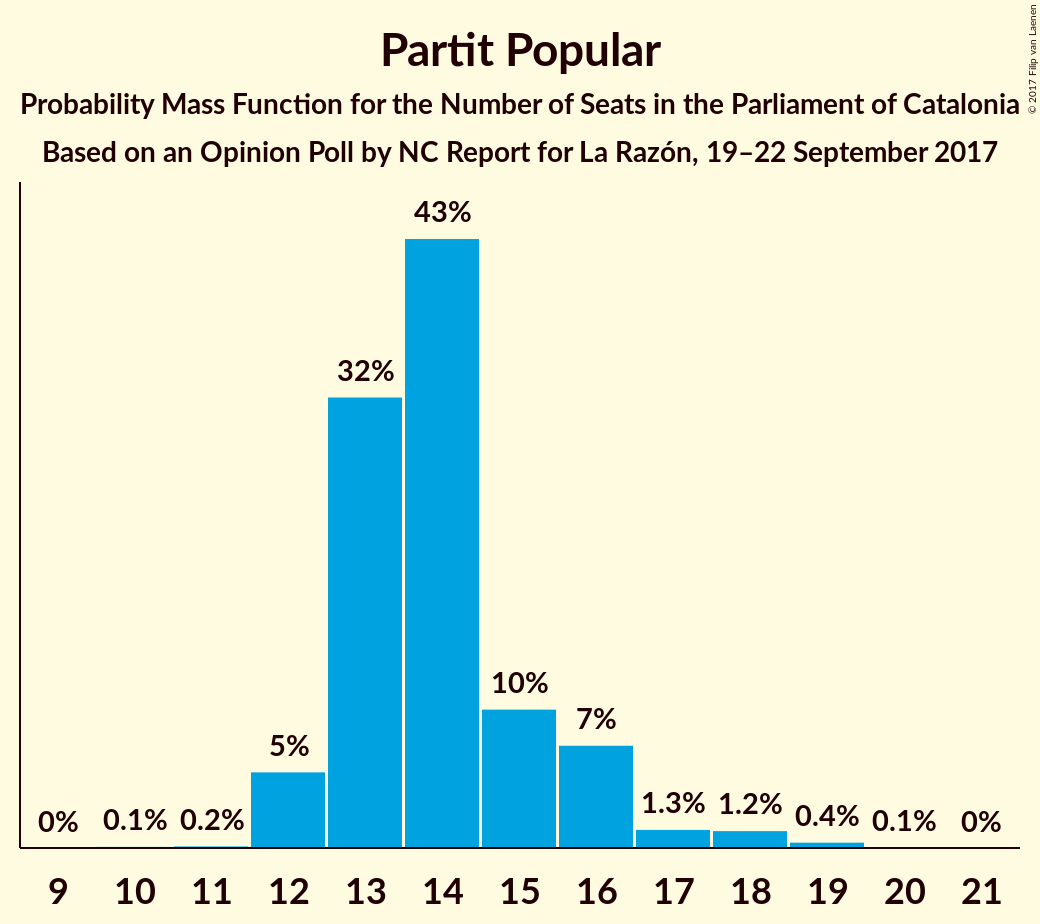 Partit Popular
Probability Mass Function for the Number of Seats in the Parliament of Catalonia
Based on an Opinion Poll by NC Report for La Razón, 19–22 September 2017
© 2017 Filip van Laenen
43%
32%
10%
7%
5%
1.3%
1.2%
0.4%
0%
0.1%
0.2%
0.1%
0%
9 10 11 12 13 14 15 16 17 18 19 20 21